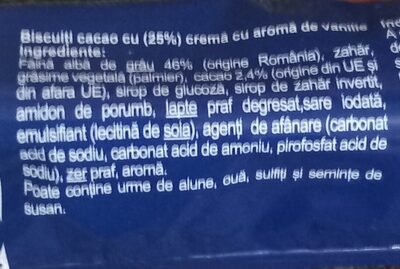 Biscuiți cacao cu (25%) cremă cu aromă de vanilie
Ingrediente:
Făină albă de grâu 46% (origine România), zahăr,
grăsime vegetală (palmier), cacao 2,4% (origine din UE și
din afara UE), sirop de glucoză, sirop de zahăr invertit,
amidon de porumb, lapte praf degresat,sare iodată,
emulsifiant (lecitină de soia), agenți de afânare (carbonat
acid de sodiu, carbonat acid de amoniu, pirofosfat acid de
sodiu), zer praf, aromă.
Poate conține urme de alune, ouă, sulfiți și semințe de
susan.